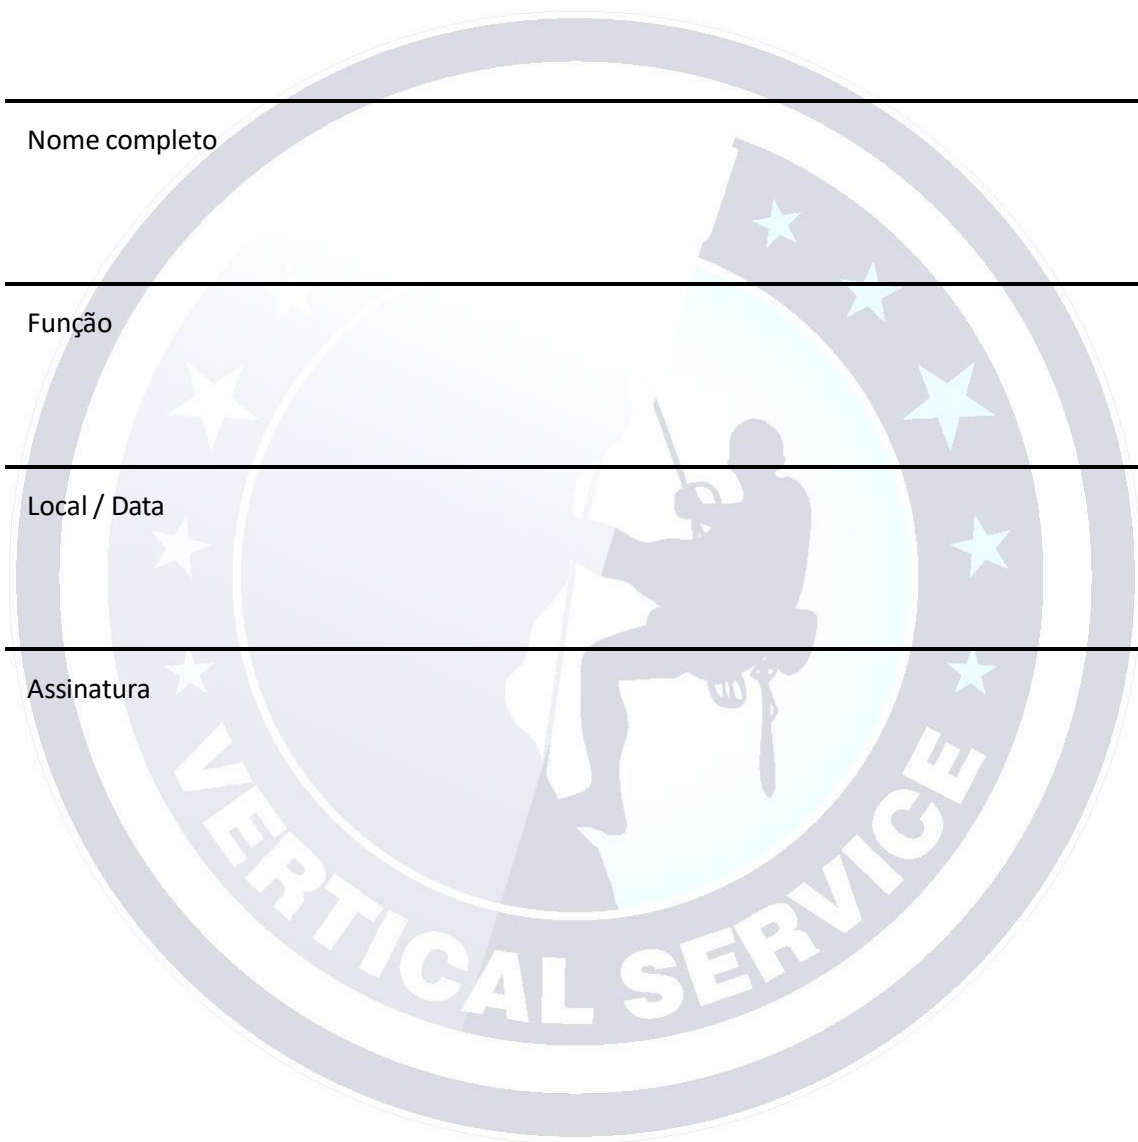 Nome completo
Função
Local / Data
Assinatura
VERTICAL SERVICE